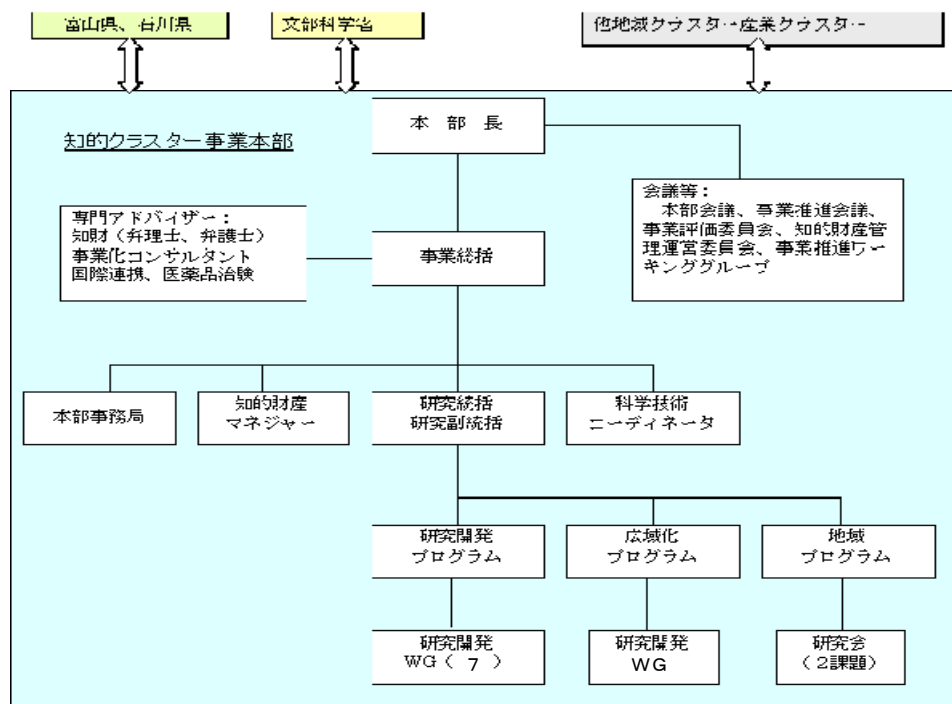 富山県、石川県
文部科学省
他地域クラスター産業クラスター
知的クラスター事業本部
本 部 長
専門アドバイザー：
知財（弁理士、弁護士）
事業化コンサルタント
国際連携、医薬品治験
事業総括
会議等：
本部会議、事業推進会議、
事業評価委員会、知的財産管
理運営委員会、事業推進ワー
キンググループ
本部事務局
知的財産
マネジャー
研究統括
研究副統括
科学技術
コーディネータ
研究開発
プログラム
広域化
プログラム
地域
プログラム
研究開発
WG（ 7 ）
研究開発
WG
研究会
（２課題）